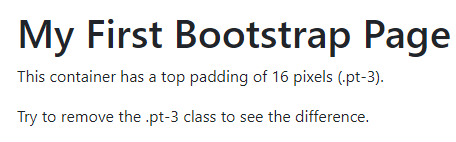 My First Bootstrap Page
This container has a top padding of 16 pixels (.pt-3).
Try to remove the .pt-3 class to see the difference.